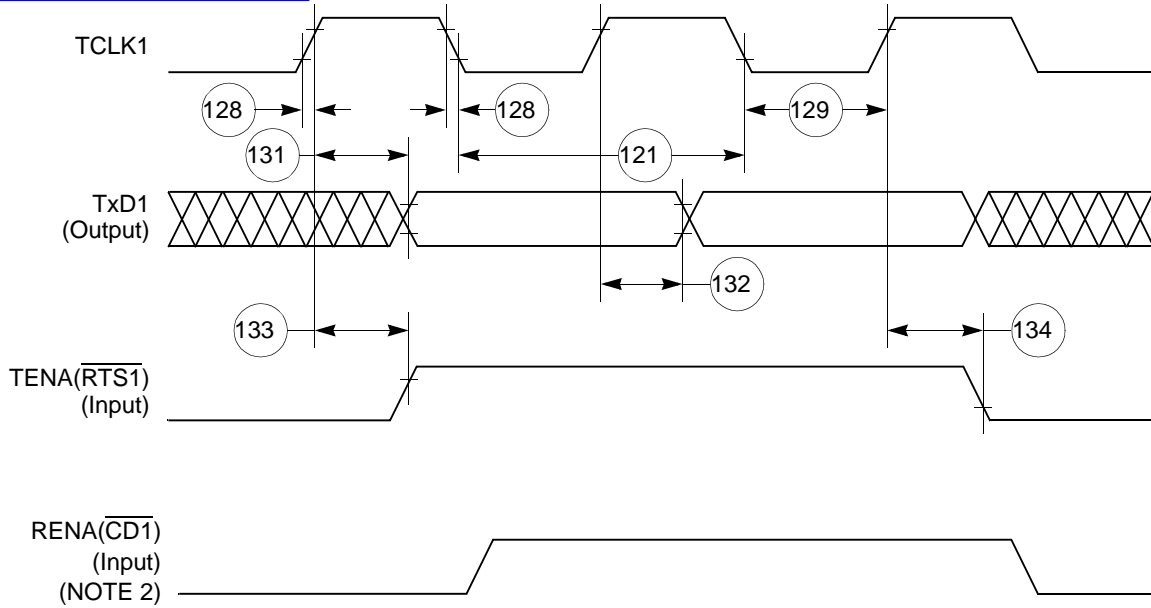 TCLK1
128
128
129
131
121
TxD1
(Output)
132
133
134
TENA(RTS1)
(Input)
RENA(CD1)
(Input)
(NOTE 2)